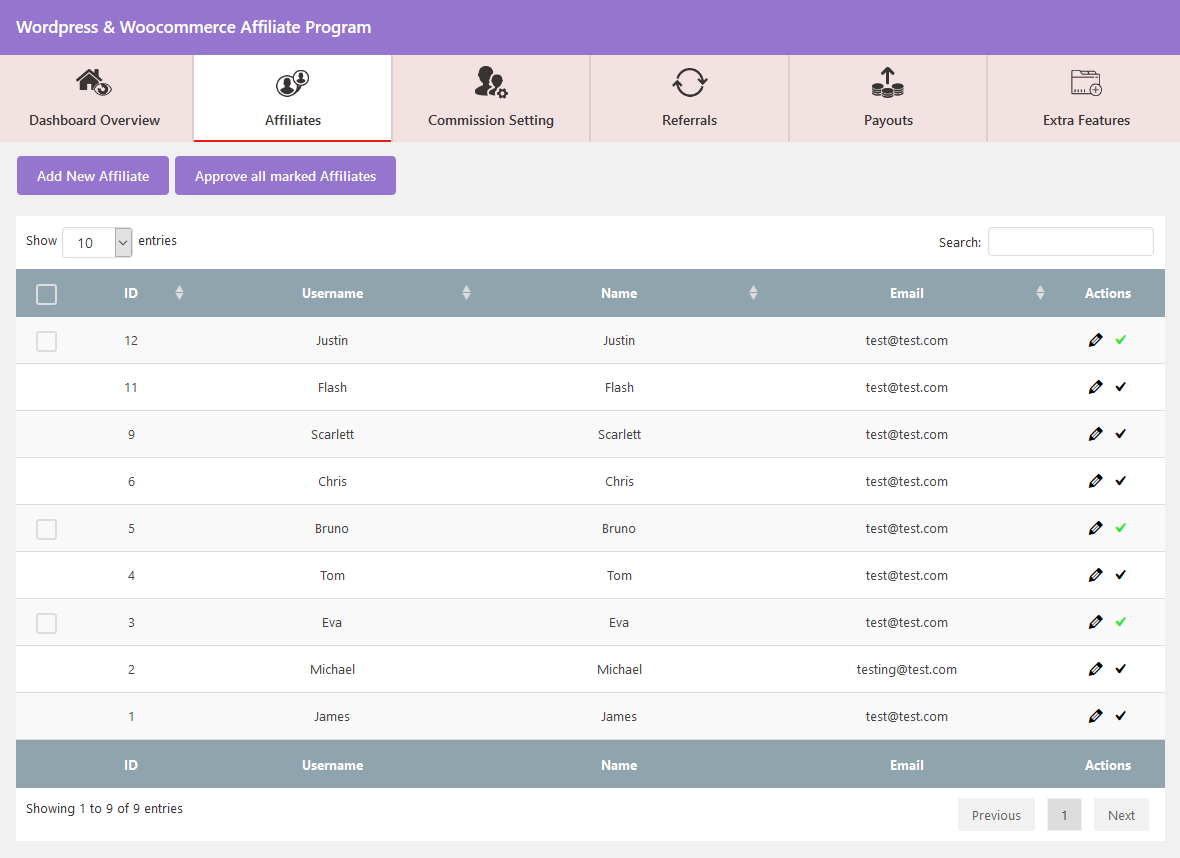 Wordpress & Woocommerce Affiliate Program
Dashboard Overview Affiliates Commission Setting Referrals Payouts Extra Features
Add New Affiliate Approve all marked Affiliates
Show 10 entries Search:
ID Username Name Email Actions
12 Justin Justin test@test.com
11 Flash Flash test@test.com
9 Scarlett Scarlett test@test.com
6 Chris Chris test@test.com
5 Bruno Bruno test@test.com
4 Tom Tom test@test.com
3 Eva Eva test@test.com
2 Michael Michael testing@test.com
1 James James test@test.com
ID Username Name Email Actions
Showing 1 to 9 of 9 entries
Previous 1 Next